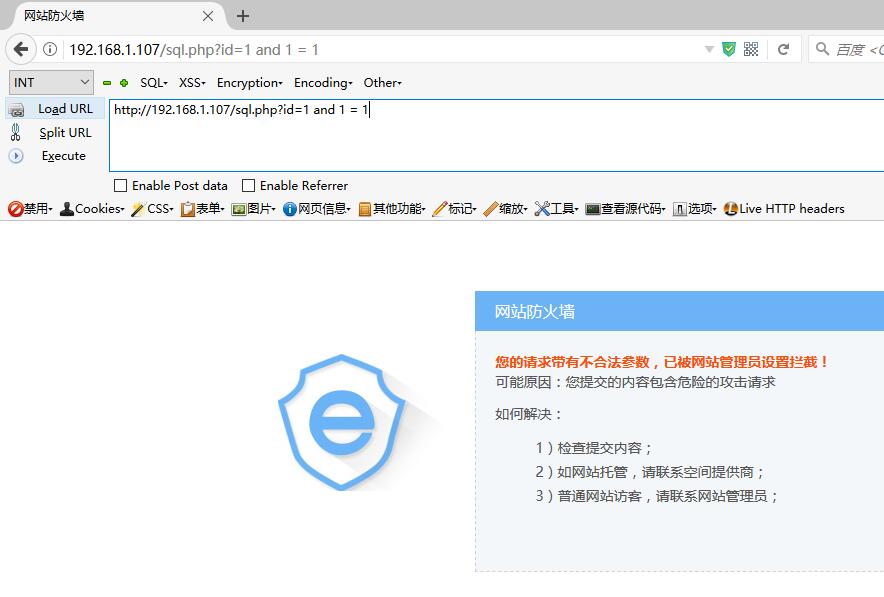 网站防火墙
192.168.1.107/sql.php?id=1 and 1 = 1
百度 <C
INT SQL XSS Encryption Encoding Other
Load URL
http://192.168.1.107/sql.php?id=1 and 1 = 1
Split URL
Execute
Enable Post data Enable Referrer
禁用 Cookies CSS 表单 图片 网页信息 其他功能 标记 缩放 工具 查看源代码 选项 Live HTTP headers
网站防火墙
您的请求带有不合法参数，已被网站管理员设置拦截！
可能原因：您提交的内容包含危险的攻击请求
如何解决：
1）检查提交内容；
2）如网站托管，请联系空间提供商；
3）普通网站访客，请联系网站管理员；